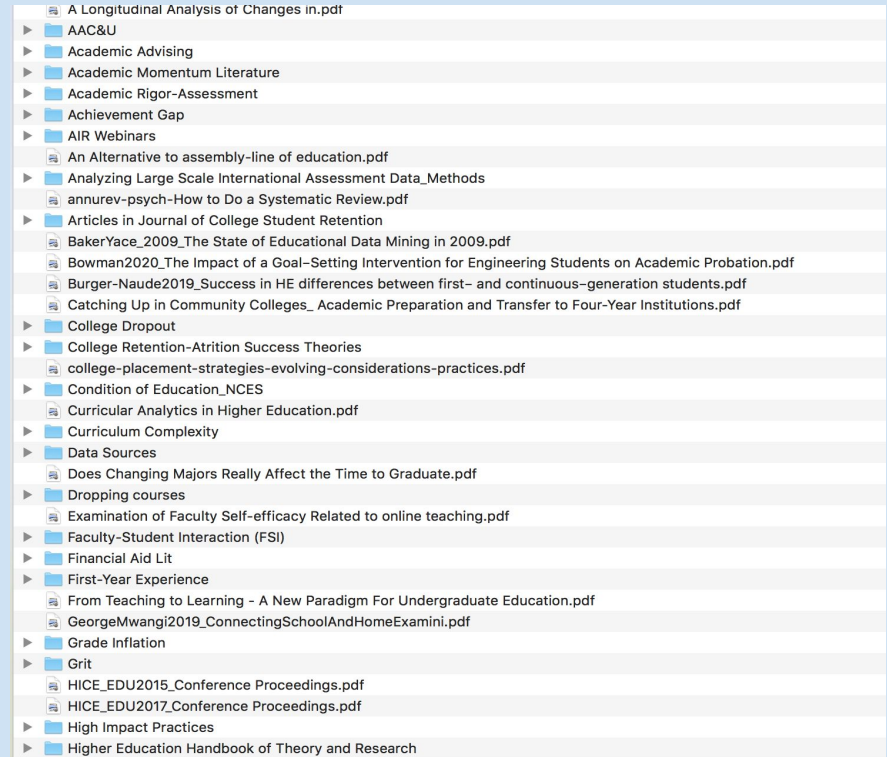 A Longitudinal Analysis of Changes in.pdf
AAC&U
Academic Advising
Academic Momentum Literature
Academic Rigor-Assessment
Achievement Gap
AIR Webinars
An Alternative to assembly-line of education.pdf
Analyzing Large Scale International Assessment Data_Methods
annurev-psych-How to Do a Systematic Review.pdf
Articles in Journal of College Student Retention
BakerYace_2009_The State of Educational Data Mining in 2009.pdf
Bowman2020_The Impact of a Goal-Setting Intervention for Engineering Students on Academic Probation.pdf
Burger-Naude2019_Success in HE differences between first- and continuous-generation students.pdf
Catching Up in Community Colleges_ Academic Preparation and Transfer to Four-Year Institutions.pdf
College Dropout
College Retention-Atrition Success Theories
college-placement-strategies-evolving-considerations-practices.pdf
Condition of Education_NCES
Curricular Analytics in Higher Education.pdf
Curriculum Complexity
Data Sources
Does Changing Majors Really Affect the Time to Graduate.pdf
Dropping courses
Examination of Faculty Self-efficacy Related to online teaching.pdf
Faculty-Student Interaction (FSI)
Financial Aid Lit
First-Year Experience
From Teaching to Learning - A New Paradigm For Undergraduate Education.pdf
GeorgeMwangi2019_ConnectingSchoolAndHomeExamini.pdf
Grade Inflation
Grit
HICE_EDU2015_Conference Proceedings.pdf
HICE_EDU2017_Conference Proceedings.pdf
High Impact Practices
Higher Education Handbook of Theory and Research